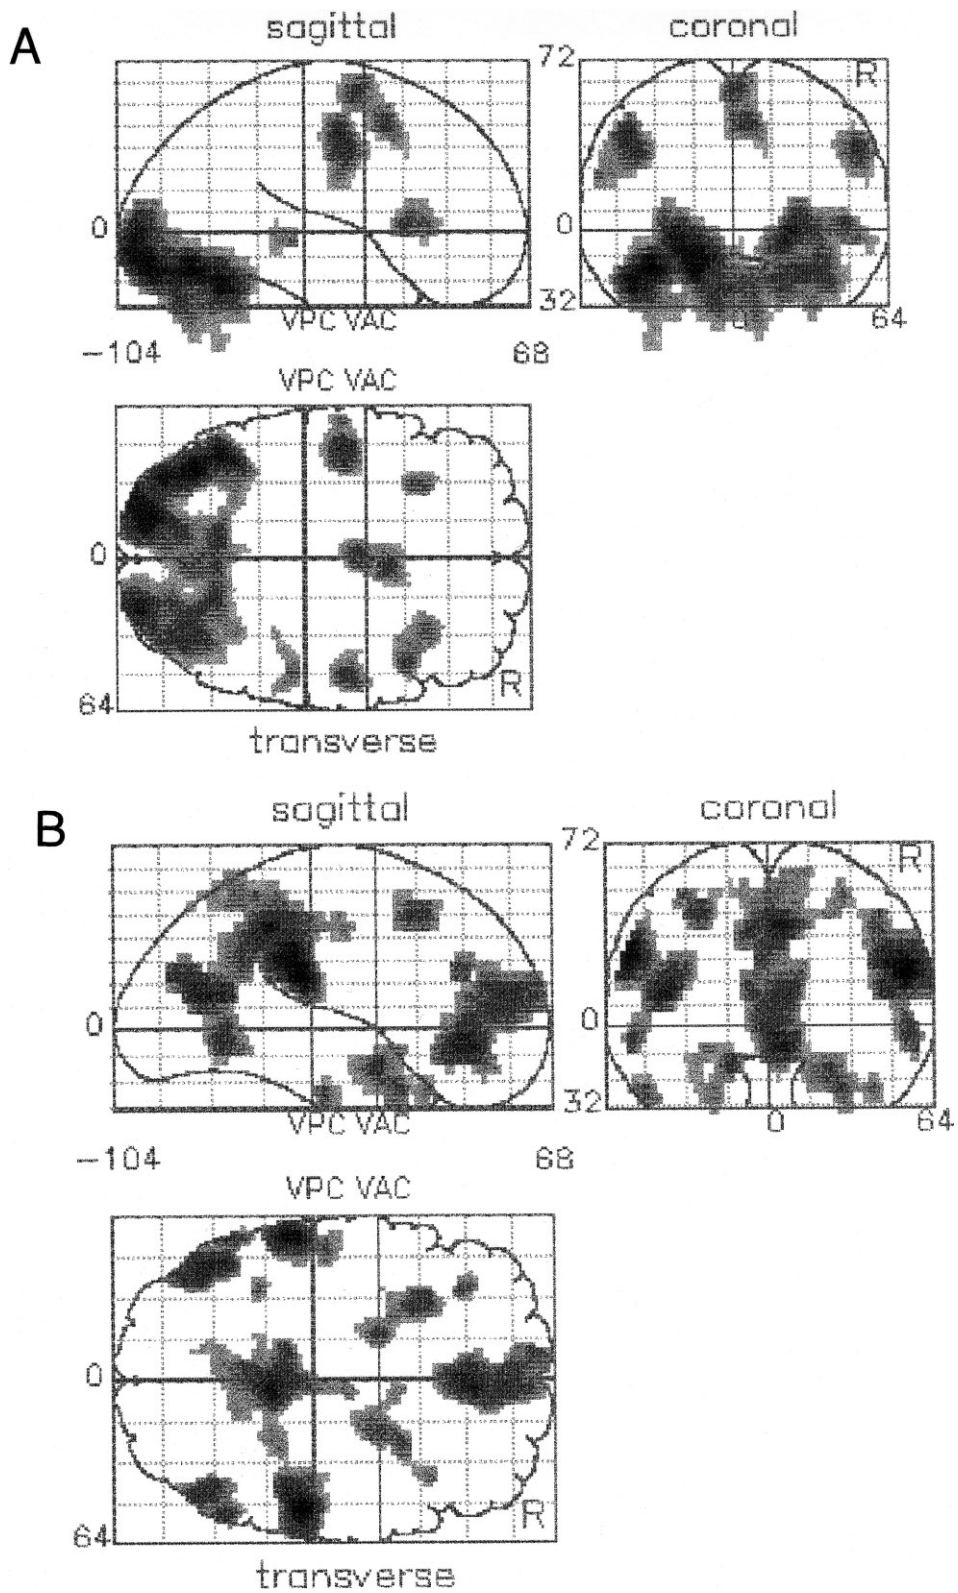 A
sagittal
coronal
72
R
0
0
32
VPC VAC
0
64
-104
68
VPC VAC
0
64
R
transverse
B
sagittal
coronal
72
R
0
0
32
VPC VAC
0
64
-104
68
VPC VAC
0
64
R
transverse